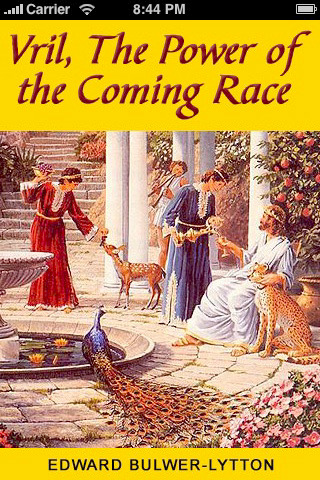 Carrier 8:44 PM
Vril, The Power of
the Coming Race
EDWARD BULWER-LYTTON